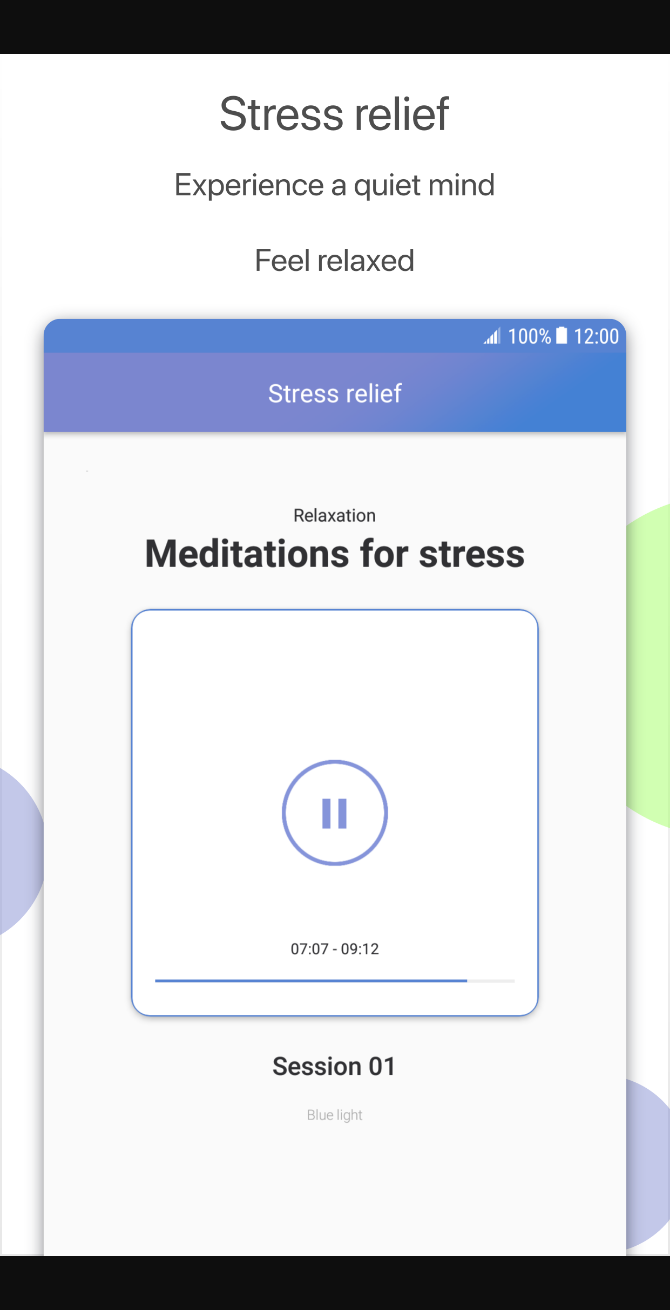 Stress relief
Experience a quiet mind
Feel relaxed
100% 12:00
Stress relief
Relaxation
Meditations for stress
07:07 - 09:12
Session 01
Blue light